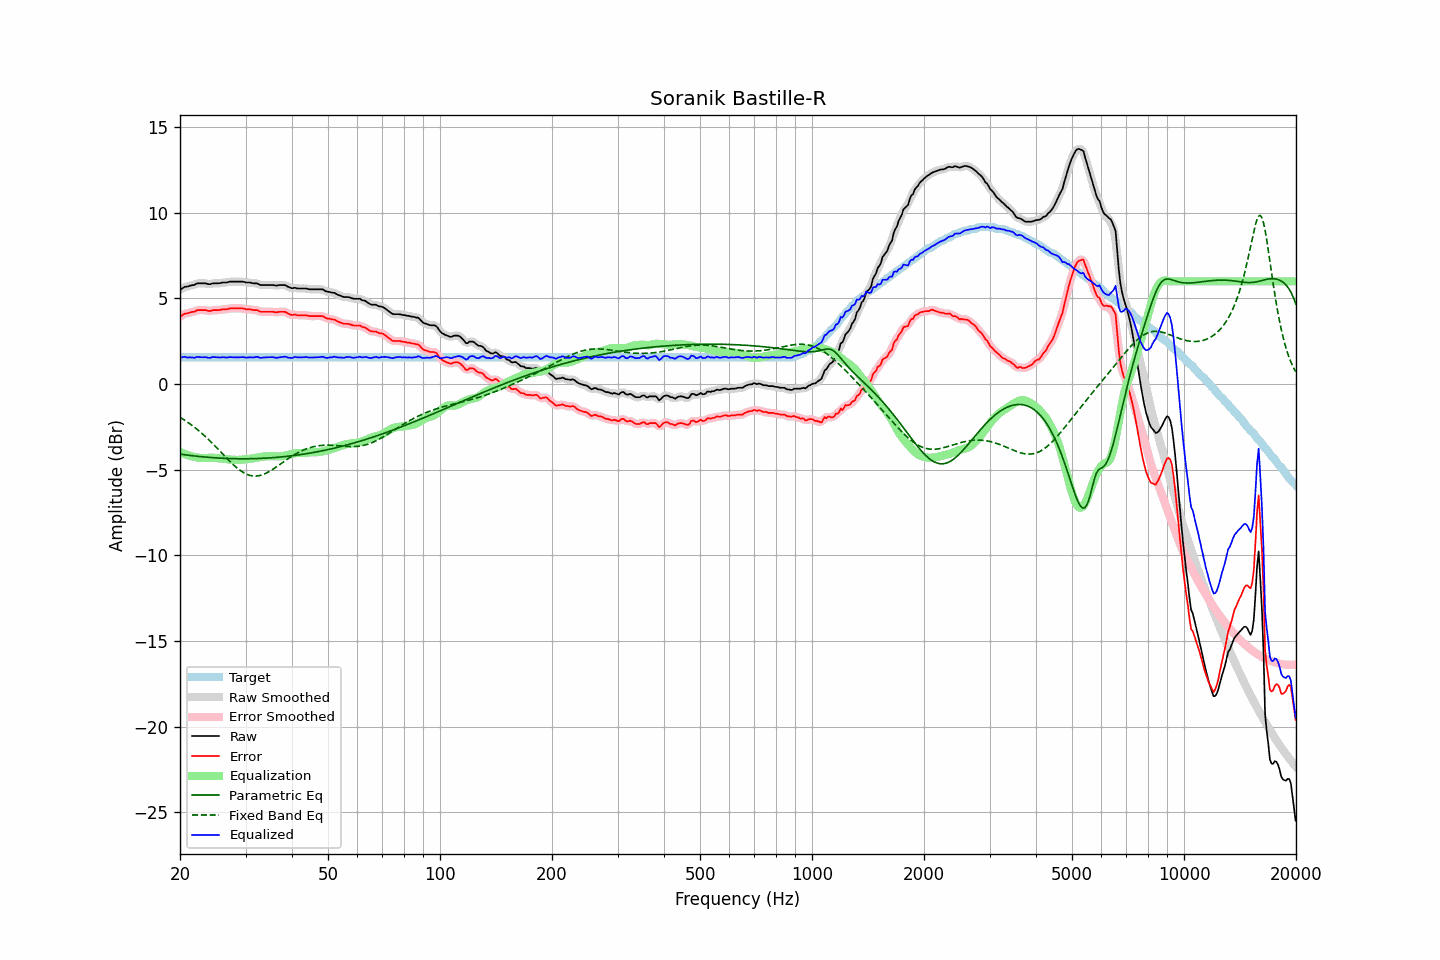 Soranik Bastille-R
15
10
5
0
−5
−10
−15
−20
−25
Amplitude (dBr)
Target
Raw Smoothed
Error Smoothed
Raw
Error
Equalization
Parametric Eq
Fixed Band Eq
Equalized
20 50 100 200 500 1000 2000 5000 10000 20000
Frequency (Hz)